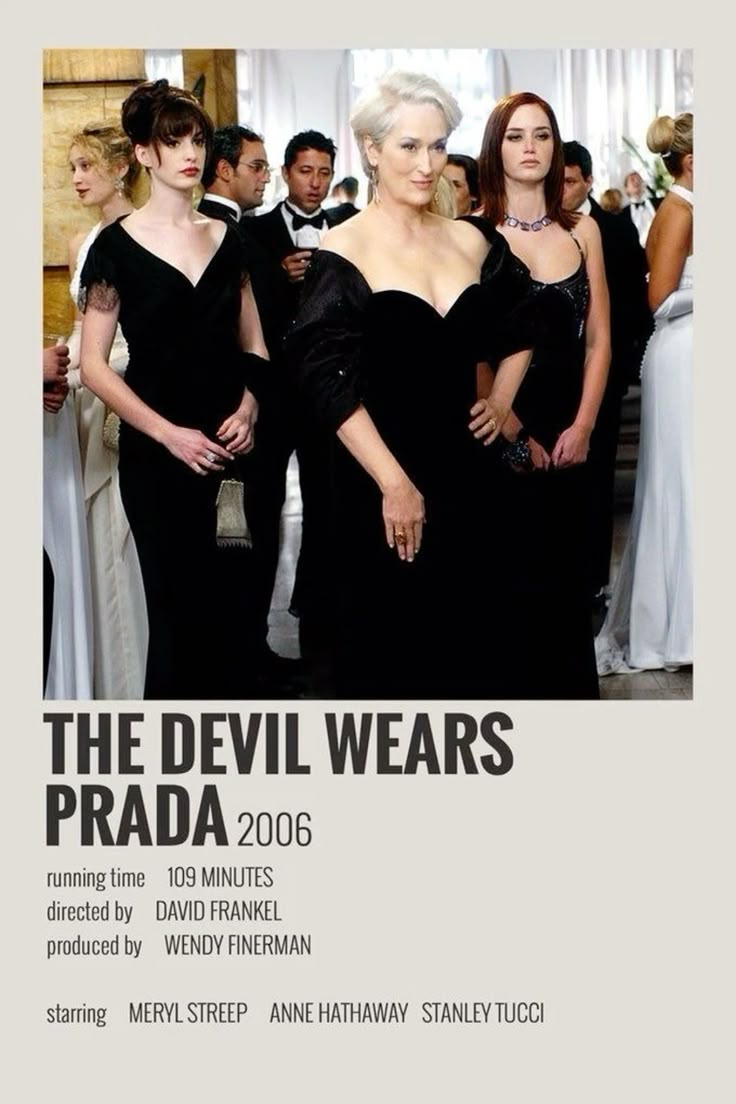 THE DEVIL WEARS
PRADA 2006
running time 109 MINUTES
directed by DAVID FRANKEL
produced by WENDY FINERMAN
starring MERYL STREEP ANNE HATHAWAY STANLEY TUCCI